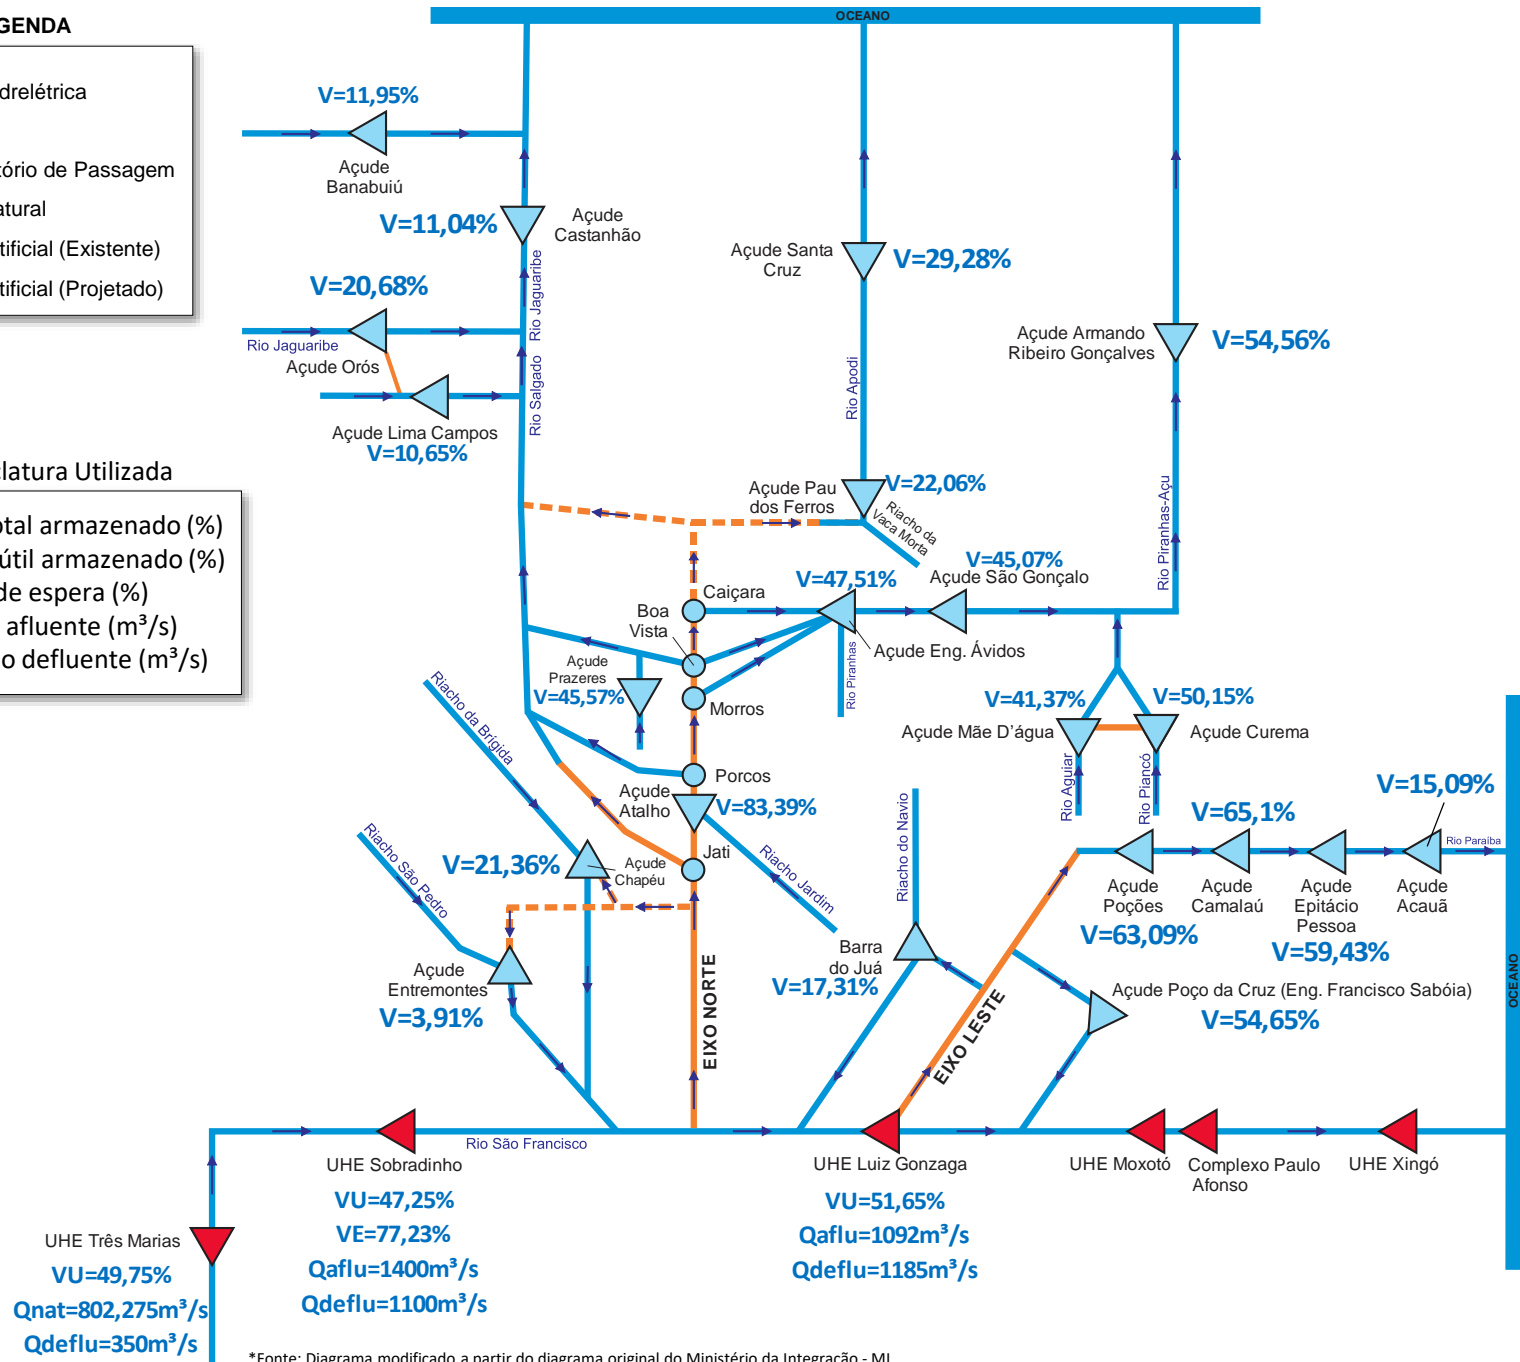 GENDA
drelétrica
tório de Passagem
atural
tificial (Existente)
tificial (Projetado)
clatura Utilizada
otal armazenado (%)
útil armazenado (%)
de espera (%)
afluente (m³/s)
o defluente (m³/s)
OCEANO
V=11,95%
Açude
Banabuiú
V=11,04%
Açude
Castanhão
Rio Jaguaribe
V=20,68%
Rio Jaguaribe
Açude Orós
Rio Salgado
Açude Lima Campos
V=10,65%
Açude Santa
Cruz
V=29,28%
Rio Apodi
Açude Armando
Ribeiro Gonçalves
V=54,56%
Rio Piranhas-Açu
Açude Pau
dos Ferros
V=22,06%
Riacho da
Vaca Morta
V=45,07%
Açude São Gonçalo
V=47,51%
Açude Eng. Ávidos
Rio Piranhas
Caiçara
Boa
Vista
Morros
Açude
Prazeres
V=45,57%
Porcos
Açude
Atalho
V=83,39%
Jati
Riacho Jardim
Riacho da Brígida
Riacho São Pedro
V=21,36%
Açude
Chapéu
Açude
Entremontes
V=3,91%
EIXO NORTE
V=41,37%
V=50,15%
Açude Mãe D'água
Açude Curema
Rio Aguiar
Rio Piancó
V=15,09%
V=65,1%
Rio Paraiba
Açude
Poções
V=63,09%
Açude
Camalaú
Açude
Epitácio
Pessoa
V=59,43%
Açude
Acauã
Riacho do Navio
Barra
do Juá
V=17,31%
EIXO LESTE
Açude Poço da Cruz (Eng. Francisco Sabóia)
V=54,65%
OCEANO
Rio São Francisco
UHE Sobradinho
VU=47,25%
VE=77,23%
Qaflu=1400m³/s
Qdeflu=1100m³/s
UHE Luiz Gonzaga
VU=51,65%
Qaflu=1092m³/s
Qdeflu=1185m³/s
UHE Moxotó
Complexo Paulo
Afonso
UHE Xingó
UHE Três Marias
VU=49,75%
Qnat=802,275m³/s
Qdeflu=350m³/s
*Fonte: Diagrama modificado a partir do diagrama original do Ministério da Integração - MI